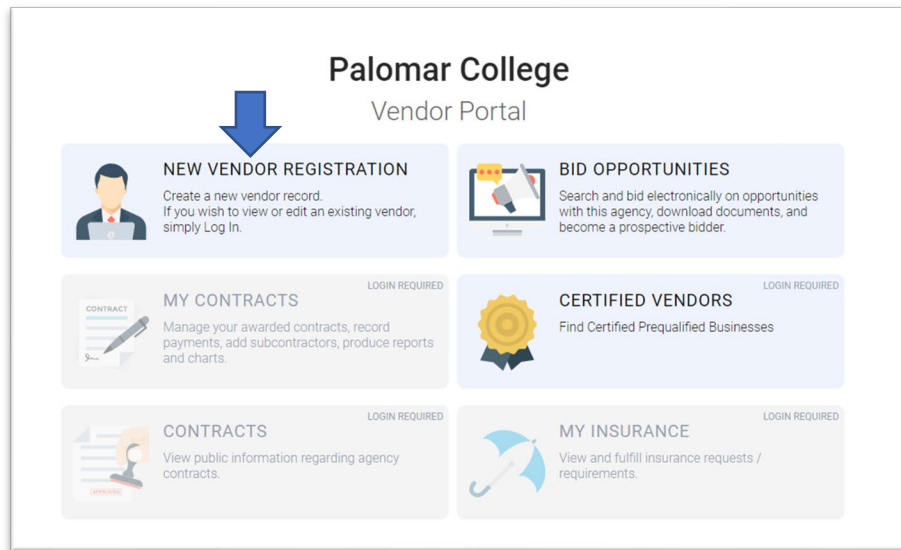 Palomar College
Vendor Portal
NEW VENDOR REGISTRATION
Create a new vendor record.
If you wish to view or edit an existing vendor,
simply Log In.
BID OPPORTUNITIES
Search and bid electronically on opportunities
with this agency, download documents, and
become a prospective bidder.
LOGIN REQUIRED
CONTRACT
MY CONTRACTS
Manage your awarded contracts, record
payments, add subcontractors, produce reports
and charts.
LOGIN REQUIRED
CERTIFIED VENDORS
Find Certified Prequalified Businesses
LOGIN REQUIRED
CONTRACTS
View public information regarding agency
contracts.
APPROVED
LOGIN REQUIRED
MY INSURANCE
View and fulfill insurance requests /
requirements.